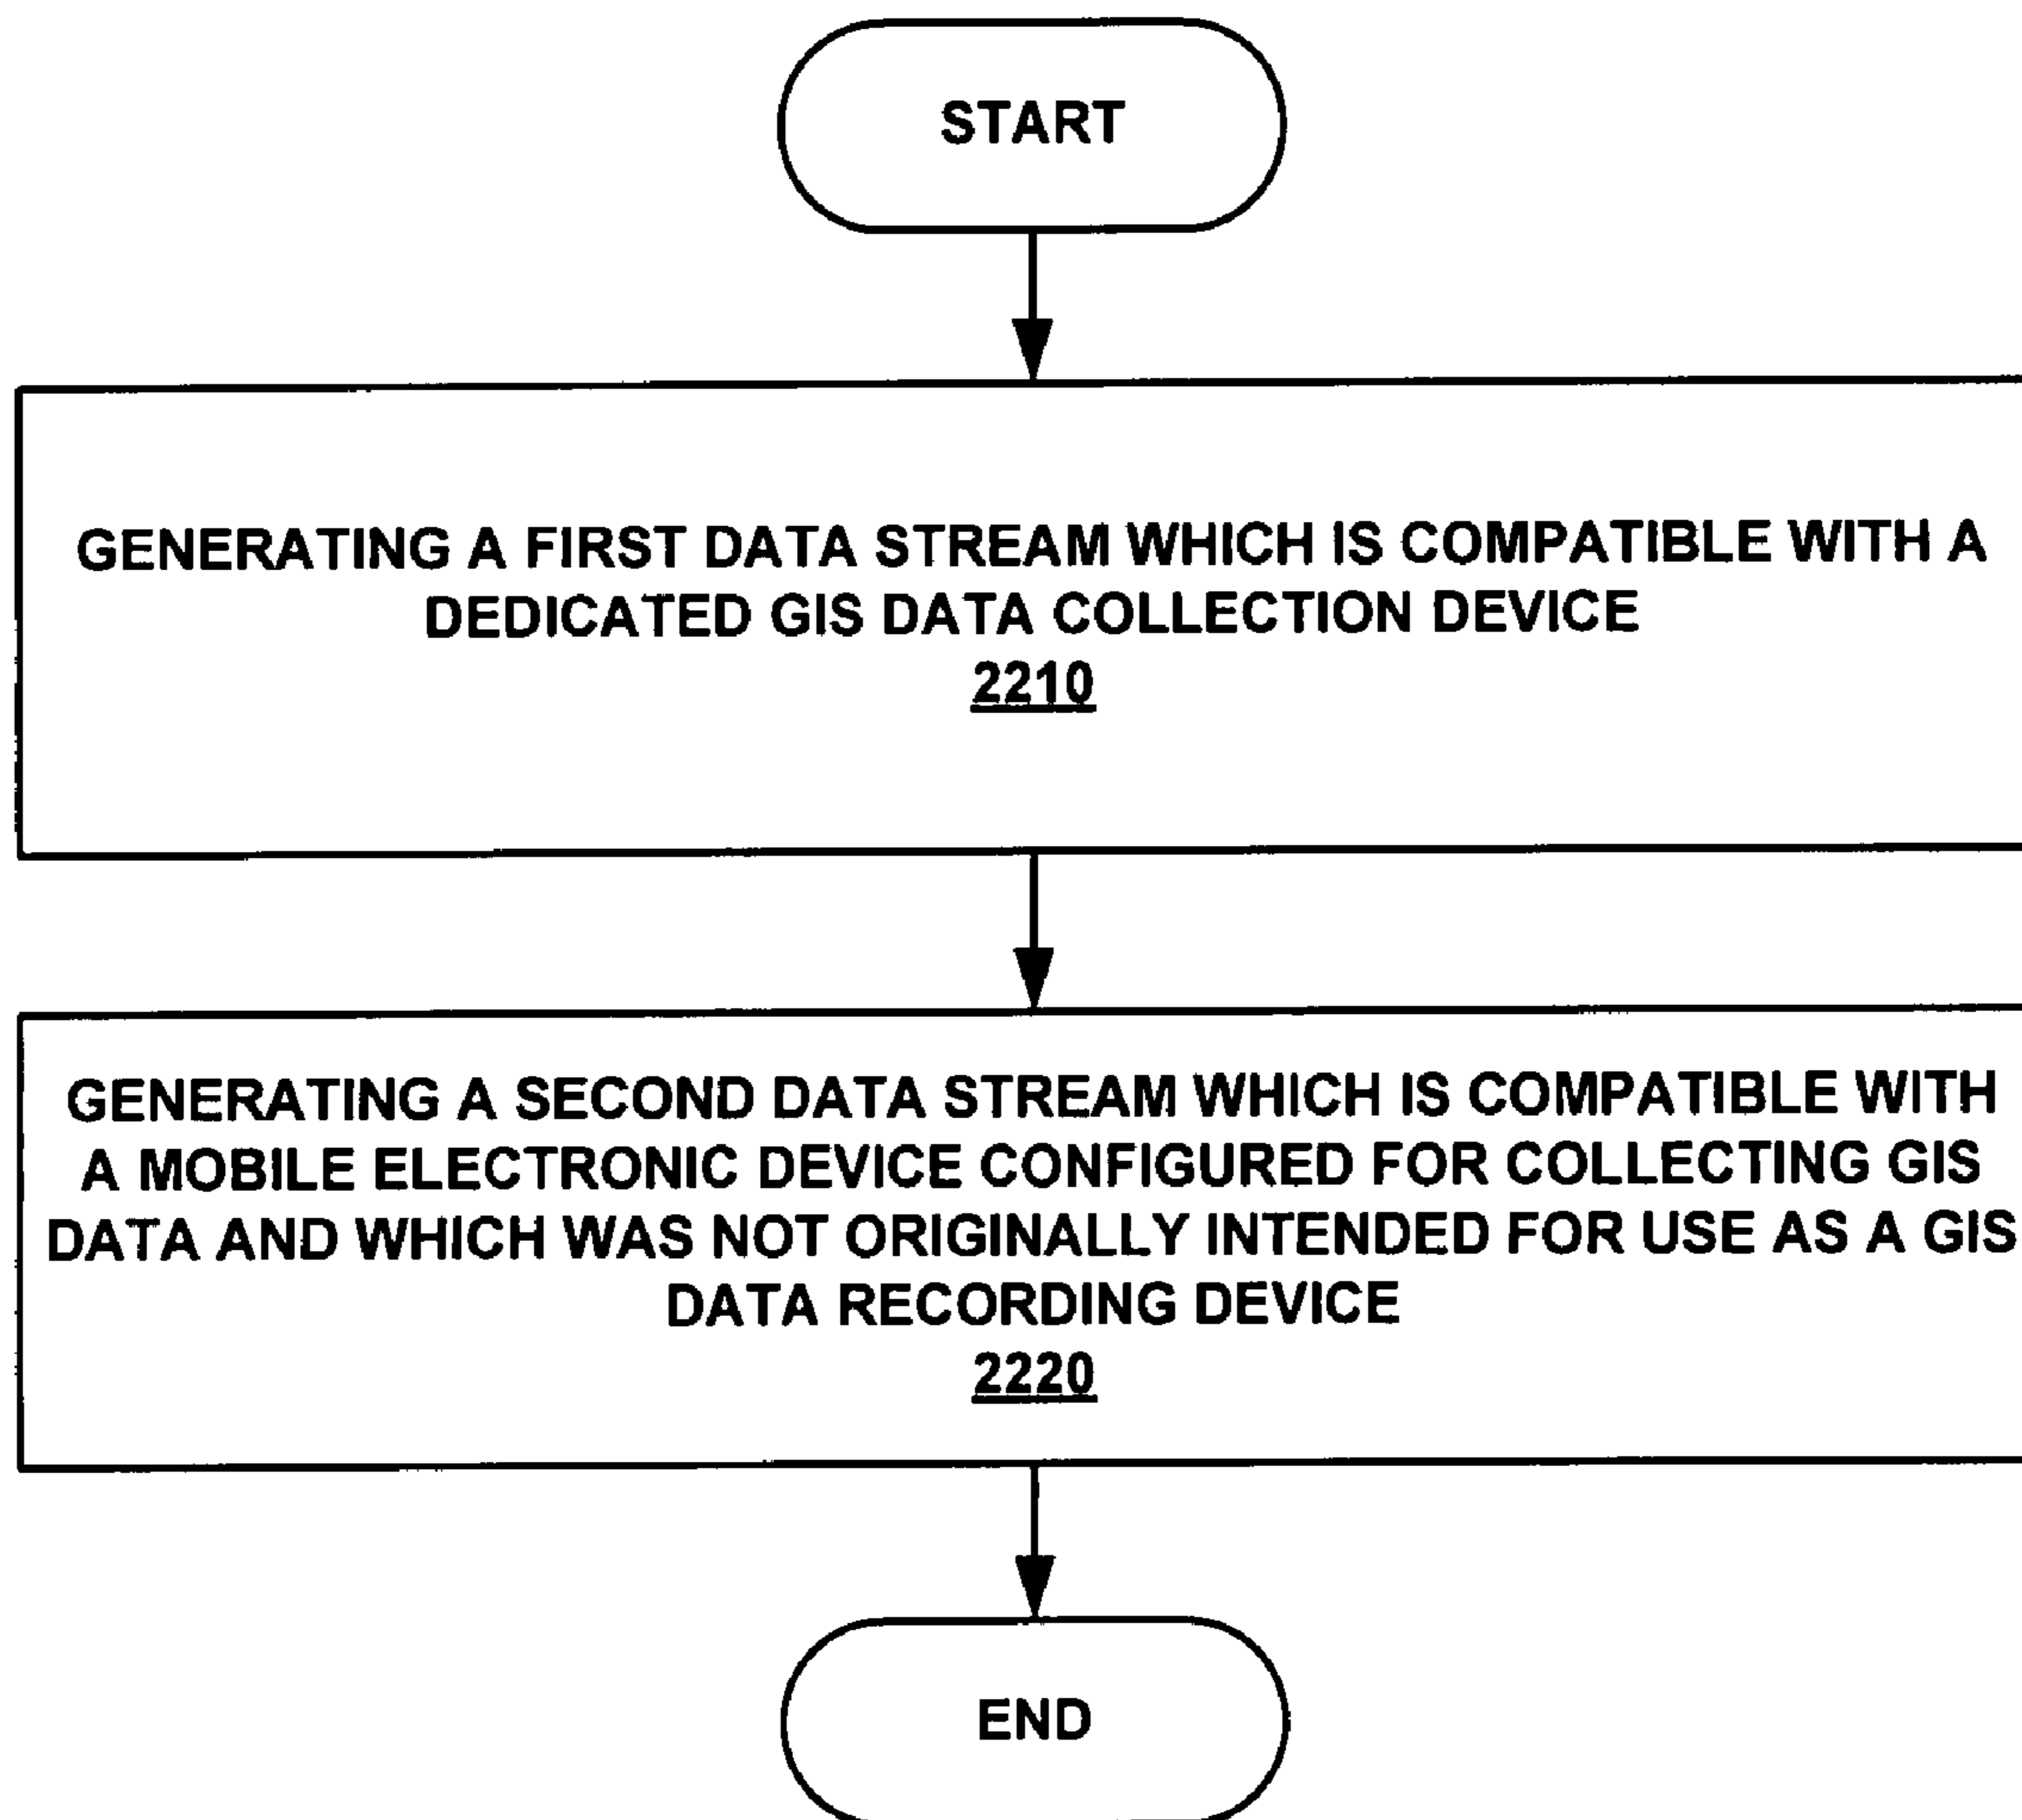 START
GENERATING A FIRST DATA STREAM WHICH IS COMPATIBLE WITH A
DEDICATED GIS DATA COLLECTION DEVICE
2210
GENERATING A SECOND DATA STREAM WHICH IS COMPATIBLE WITH
A MOBILE ELECTRONIC DEVICE CONFIGURED FOR COLLECTING GIS
DATA AND WHICH WAS NOT ORIGINALLY INTENDED FOR USE AS A GIS
DATA RECORDING DEVICE
2220
END